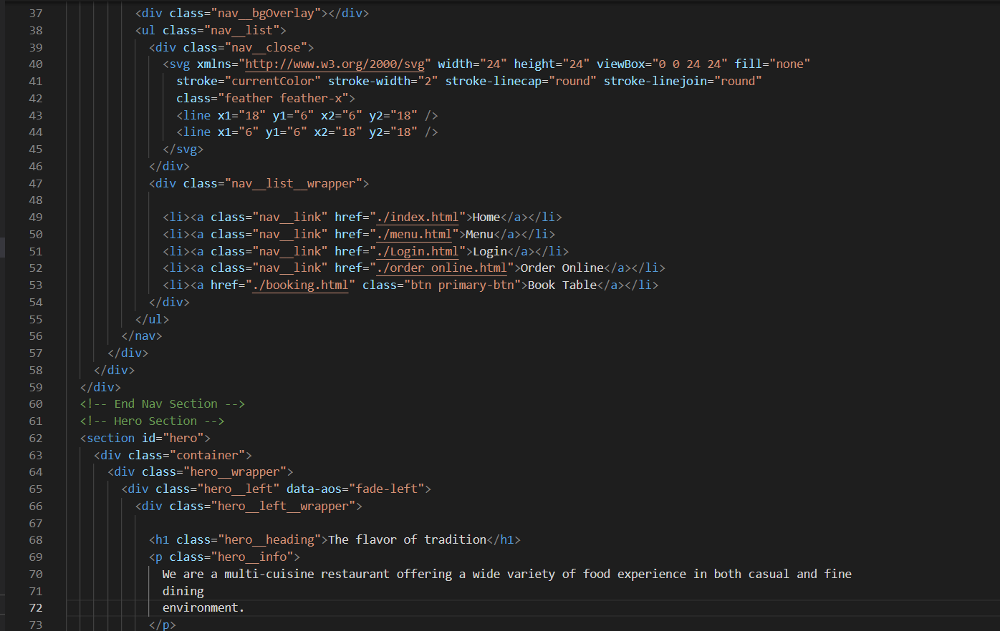 37 <div class="nav__bgOverlay"></div>
38 <ul class="nav__list">
39 <div class="nav__close">
40 <svg xmlns="http://www.w3.org/2000/svg" width="24" height="24" viewBox="0 0 24 24" fill="none"
41 stroke="currentColor" stroke-width="2" stroke-linecap="round" stroke-linejoin="round"
42 class="feather feather-x">
43 <line x1="18" y1="6" x2="6" y2="18" />
44 <line x1="6" y1="6" x2="18" y2="18" />
45 </svg>
46 </div>
47 <div class="nav__list__wrapper">
48
49 <li><a class="nav__link" href="./index.html">Home</a></li>
50 <li><a class="nav__link" href="./menu.html">Menu</a></li>
51 <li><a class="nav__link" href="./Login.html">Login</a></li>
52 <li><a class="nav__link" href="./order online.html">Order Online</a></li>
53 <li><a href="./booking.html" class="btn primary-btn">Book Table</a></li>
54 </div>
55 </ul>
56 </nav>
57 </div>
58 </div>
59 </div>
60 <!-- End Nav Section -->
61 <!-- Hero Section -->
62 <section id="hero">
63 <div class="container">
64 <div class="hero__wrapper">
65 <div class="hero__left" data-aos="fade-left">
66 <div class="hero__left__wrapper">
67
68 <h1 class="hero__heading">The flavor of tradition</h1>
69 <p class="hero__info">
70 We are a multi-cuisine restaurant offering a wide variety of food experience in both casual and fine
71 dining
72 environment.
73 </p>